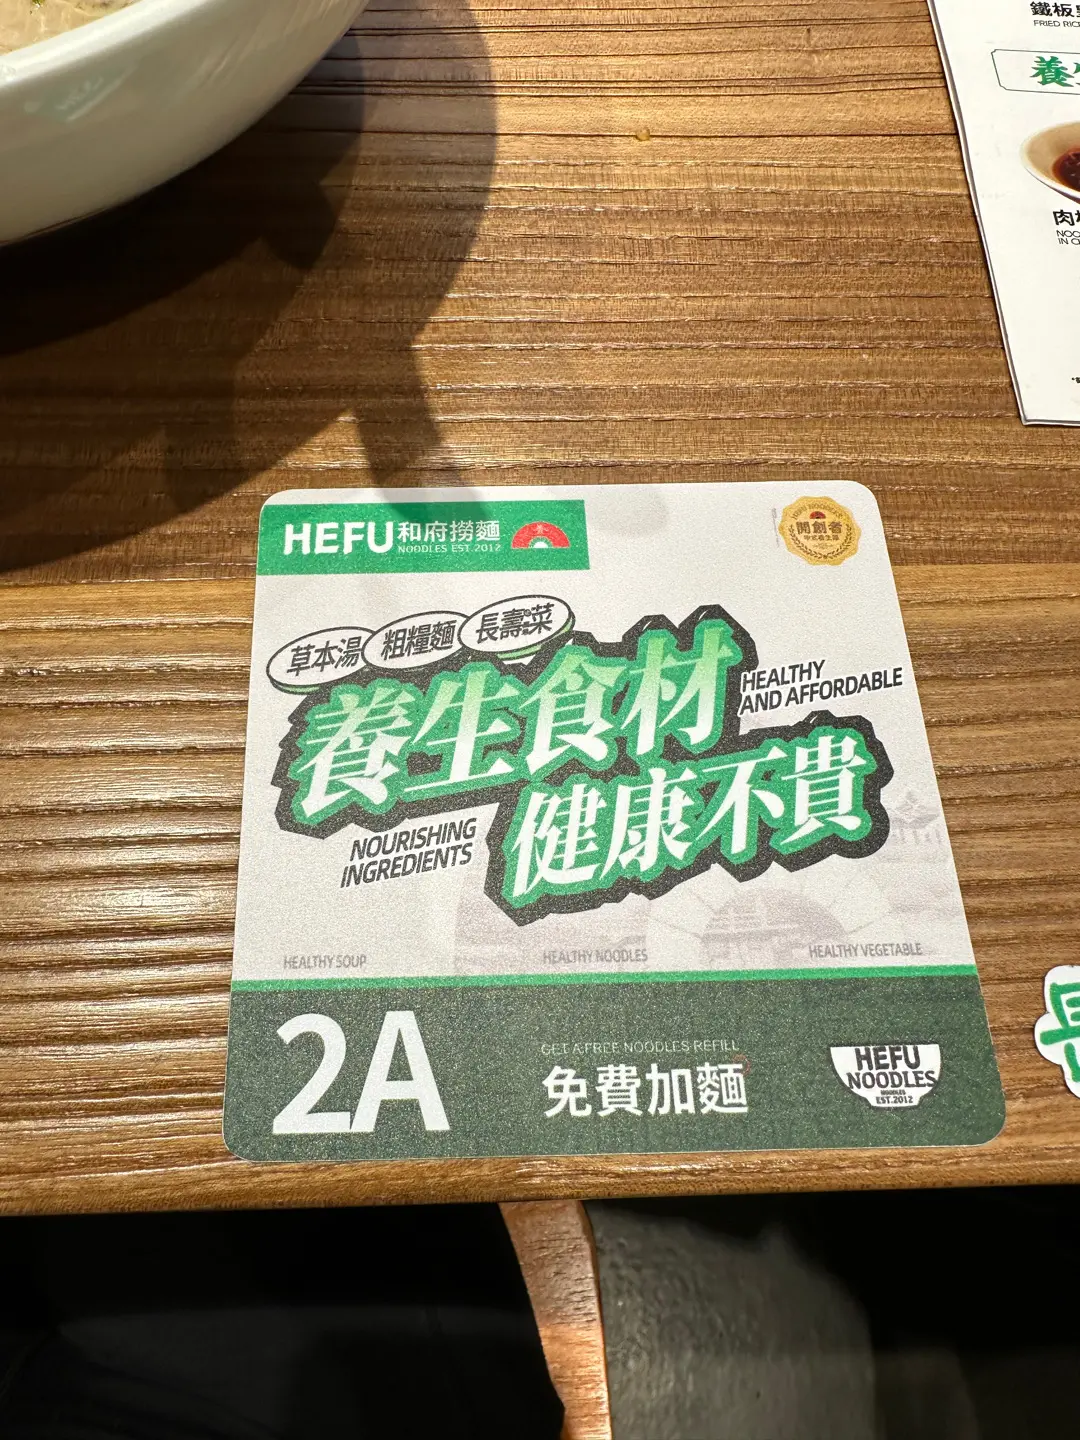 鐵板
FRIED RIC
養生
肉
NOO
IN C
HEFU和府撈麵
NOODLES EST 2012
開創者
草本湯 粗糧麵 長壽菜
養生食材
HEALTHY
AND AFFORDABLE
健康不貴
NOURISHING
INGREDIENTS
HEALTHY SOUP HEALTHY NOODLES HEALTHY VEGETABLE
2A
GET A FREE NOODLES REFILL
免費加麵
HEFU
NOODLES
EST.2012